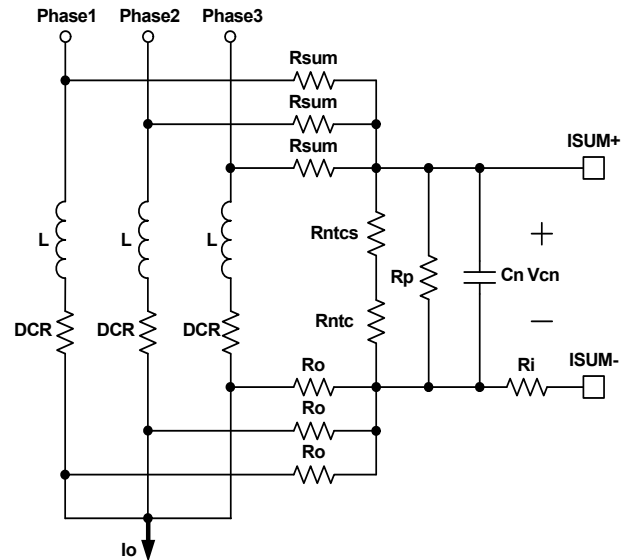 Phase1 Phase2 Phase3
Rsum
Rsum
Rsum
ISUM+
L L L
Rntcs
Rp
Cn Vcn
+
−
Rntc
DCR DCR DCR
Ro
Ro
Ro
Ri
ISUM-
Io